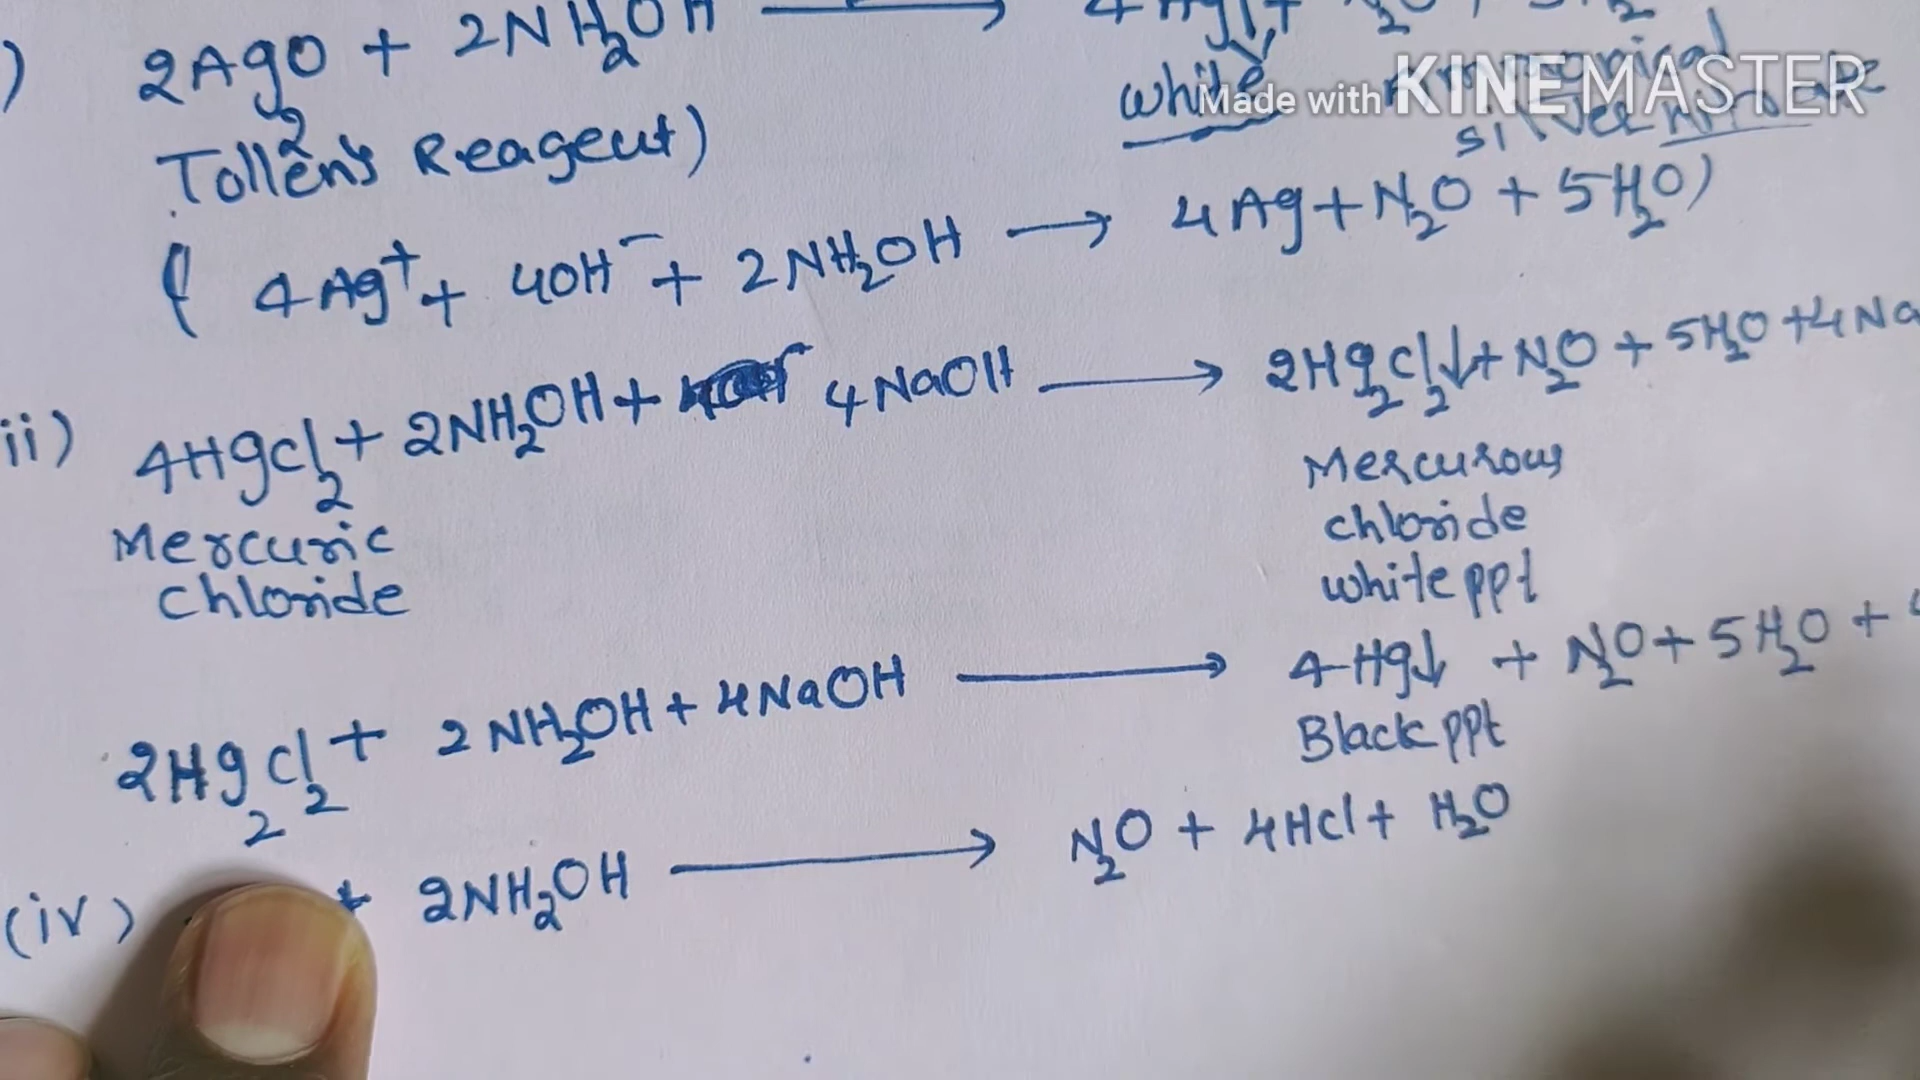 ) 2Ag₂O + 2NH₂OH ⟶
white
Made with KINEMASTER
Tollen's Reagent)
silver nitrate
( 4Ag⁺ + 4OH⁻ + 2NH₂OH ⟶ 4Ag + N₂O + 5H₂O)
ii) 4HgCl₂ + 2NH₂OH + 4NaOH ⟶ 2Hg₂Cl₂↓ + N₂O + 5H₂O + 4Na
Mercuric
chloride
Mercurous
chloride
white ppt
2Hg₂Cl₂ + 2NH₂OH + 4NaOH ⟶ 4Hg↓ + N₂O + 5H₂O +
Black ppt
(iv) + 2NH₂OH ⟶ N₂O + 4HCl + H₂O